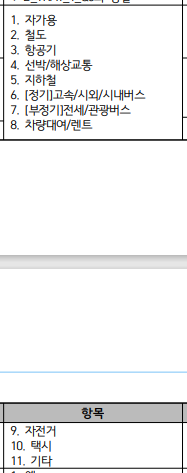 1. 자가용
2. 철도
3. 항공기
4. 선박/해상교통
5. 지하철
6. [정기]고속/시외/시내버스
7. [부정기]전세/관광버스
8. 차량대여/렌트
항목
9. 자전거
10. 택시
11. 기타